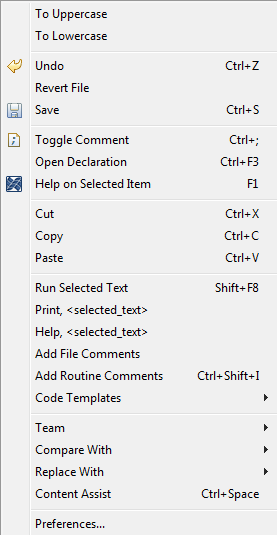 To Uppercase
To Lowercase
Undo Ctrl+Z
Revert File
Save Ctrl+S
Toggle Comment Ctrl+;
Open Declaration Ctrl+F3
Help on Selected Item F1
Cut Ctrl+X
Copy Ctrl+C
Paste Ctrl+V
Run Selected Text Shift+F8
Print, <selected_text>
Help, <selected_text>
Add File Comments
Add Routine Comments Ctrl+Shift+I
Code Templates
Team
Compare With
Replace With
Content Assist Ctrl+Space
Preferences...